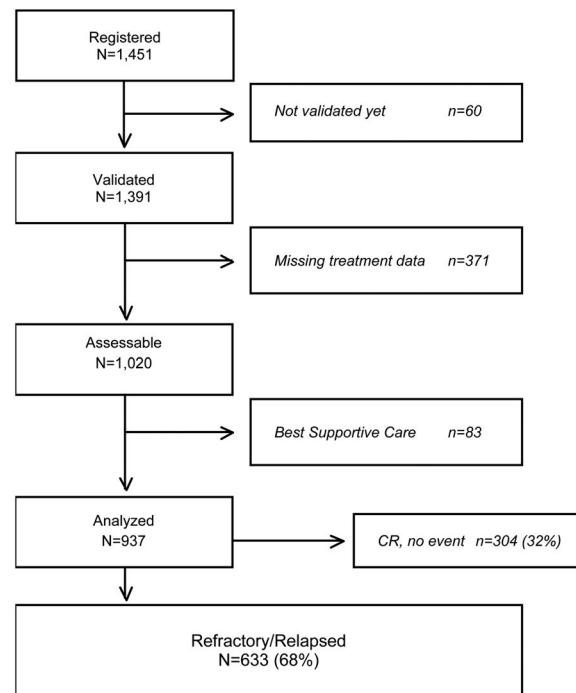 Registered
N=1,451
Not validated yet n=60
Validated
N=1,391
Missing treatment data n=371
Assessable
N=1,020
Best Supportive Care n=83
Analyzed
N=937
CR, no event n=304 (32%)
Refractory/Relapsed
N=633 (68%)